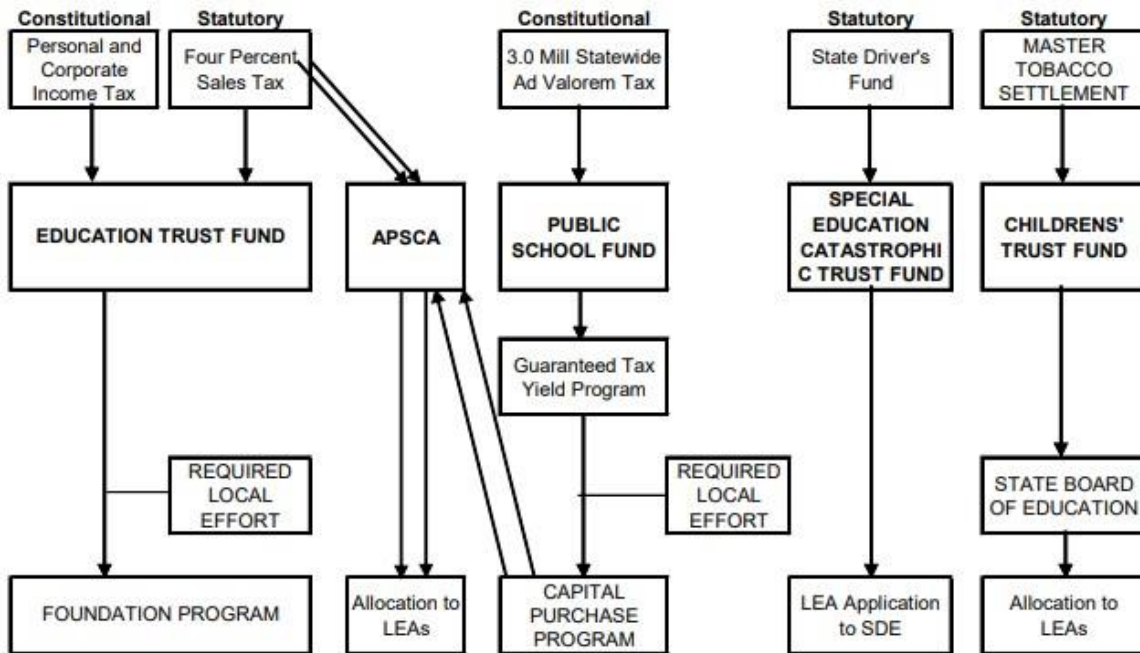 Constitutional
Statutory
Constitutional
Statutory
Statutory
Personal and
Corporate
Income Tax
Four Percent
Sales Tax
3.0 Mill Statewide
Ad Valorem Tax
State Driver's
Fund
MASTER
TOBACCO
SETTLEMENT
EDUCATION TRUST FUND
APSCA
PUBLIC
SCHOOL FUND
SPECIAL
EDUCATION
CATASTROPHI
C TRUST FUND
CHILDRENS'
TRUST FUND
Guaranteed Tax
Yield Program
REQUIRED
LOCAL
EFFORT
REQUIRED
LOCAL
EFFORT
STATE BOARD
OF EDUCATION
FOUNDATION PROGRAM
Allocation to
LEAs
CAPITAL
PURCHASE
PROGRAM
LEA Application
to SDE
Allocation to
LEAs